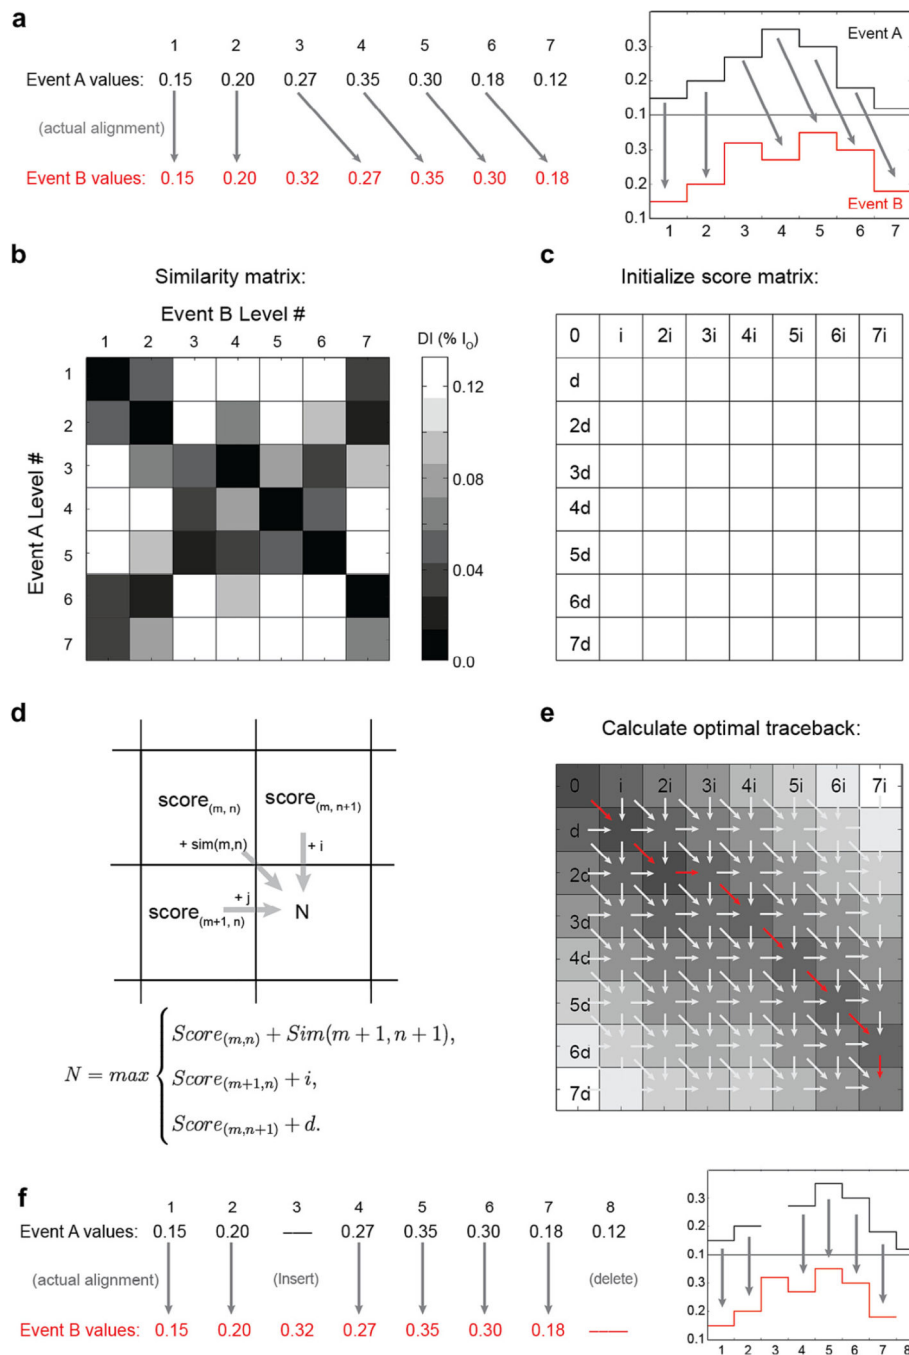 a
1 2 3 4 5 6 7
Event A values: 0.15 0.20 0.27 0.35 0.30 0.18 0.12
(actual alignment)
Event B values: 0.15 0.20 0.32 0.27 0.35 0.30 0.18
0.3
0.2
0.1
0.3
0.2
0.1
Event A
Event B
1 2 3 4 5 6 7
b
Similarity matrix:
Event B Level #
1 2 3 4 5 6 7
Event A Level #
1
2
3
4
5
6
7
DI (% I₀)
0.12
0.08
0.04
0.0
c
Initialize score matrix:
0 i 2i 3i 4i 5i 6i 7i
d
2d
3d
4d
5d
6d
7d
d
score(m, n) score(m, n+1)
+ sim(m,n) + i
+ j
score(m+1, n) N
N = max { Score(m,n) + Sim(m + 1, n + 1),
Score(m+1,n) + i,
Score(m,n+1) + d.
e
Calculate optimal traceback:
0 i 2i 3i 4i 5i 6i 7i
d
2d
3d
4d
5d
6d
7d
f
1 2 3 4 5 6 7 8
Event A values: 0.15 0.20 — 0.27 0.35 0.30 0.18 0.12
(actual alignment) (Insert) (delete)
Event B values: 0.15 0.20 0.32 0.27 0.35 0.30 0.18 —
0.3
0.2
0.1
0.3
0.2
0.1
1 2 3 4 5 6 7 8